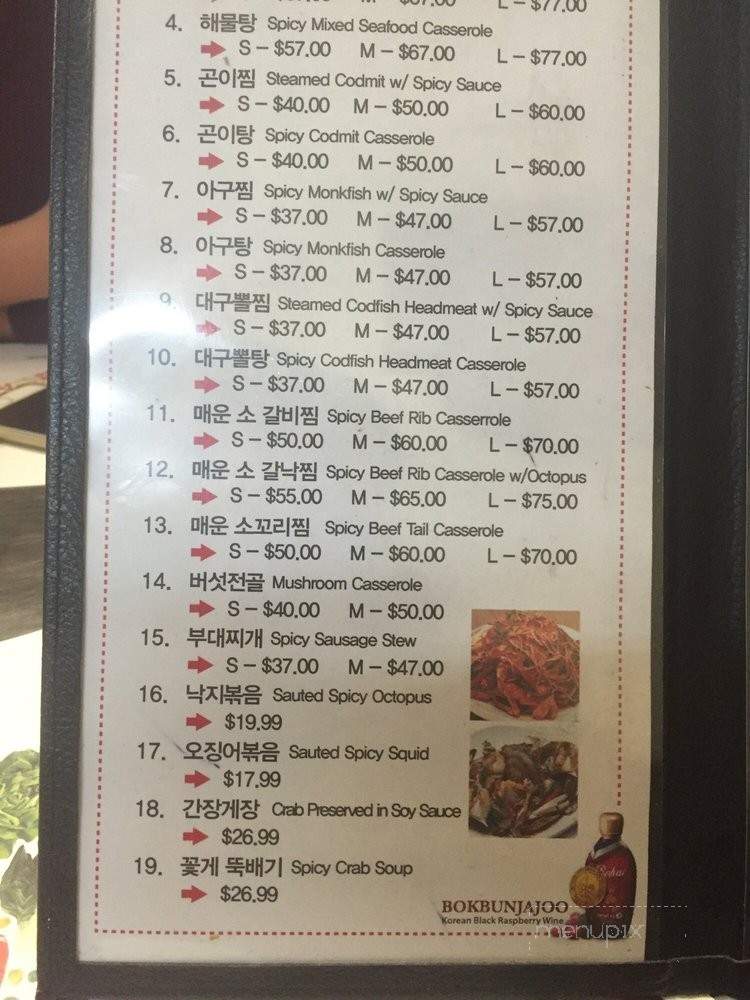 L – $77.00
4. 해물탕 Spicy Mixed Seafood Casserole
S – $57.00 M – $67.00 L – $77.00
5. 곤이찜 Steamed Codmit w/ Spicy Sauce
S – $40.00 M – $50.00 L – $60.00
6. 곤이탕 Spicy Codmit Casserole
S – $40.00 M – $50.00 L – $60.00
7. 아구찜 Spicy Monkfish w/ Spicy Sauce
S – $37.00 M – $47.00 L – $57.00
8. 아구탕 Spicy Monkfish Casserole
S – $37.00 M – $47.00 L – $57.00
9. 대구뽈찜 Steamed Codfish Headmeat w/ Spicy Sauce
S – $37.00 M – $47.00 L – $57.00
10. 대구뽈탕 Spicy Codfish Headmeat Casserole
S – $37.00 M – $47.00 L – $57.00
11. 매운 소 갈비찜 Spicy Beef Rib Casserrole
S – $50.00 M – $60.00 L – $70.00
12. 매운 소 갈낙찜 Spicy Beef Rib Casserole w/Octopus
S – $55.00 M – $65.00 L – $75.00
13. 매운 소꼬리찜 Spicy Beef Tail Casserole
S – $50.00 M – $60.00 L – $70.00
14. 버섯전골 Mushroom Casserole
S – $40.00 M – $50.00
15. 부대찌개 Spicy Sausage Stew
S – $37.00 M – $47.00
16. 낙지볶음 Sauted Spicy Octopus
$19.99
17. 오징어볶음 Sauted Spicy Squid
$17.99
18. 간장게장 Crab Preserved in Soy Sauce
$26.99
19. 꽃게 뚝배기 Spicy Crab Soup
$26.99
BOKBUNJAJOO
Korean Black Raspberry Wine
menupix